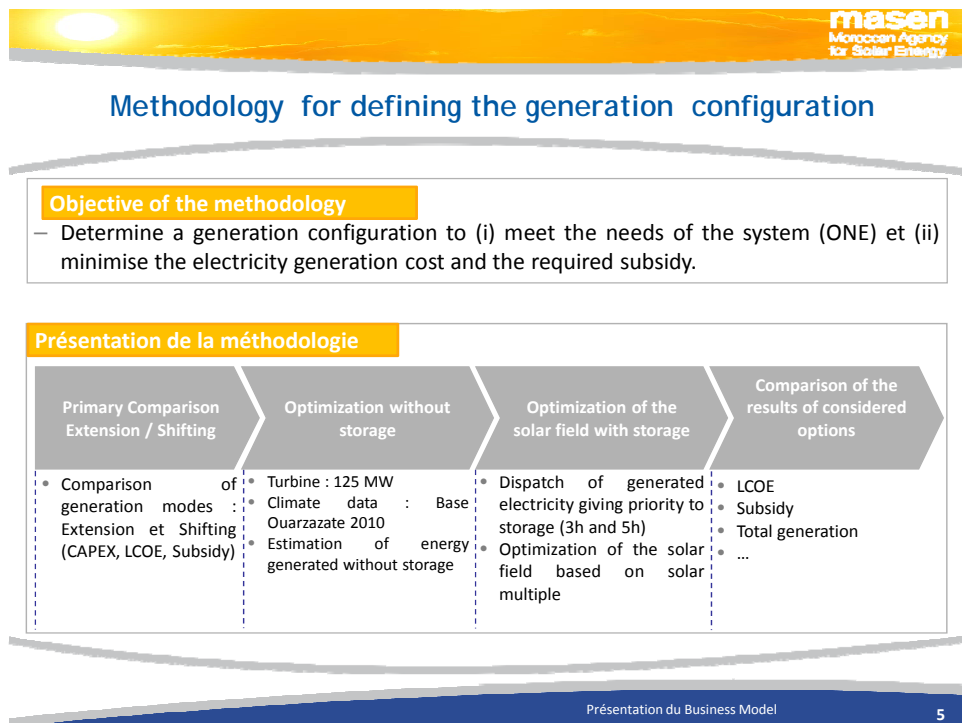 masen
Moroccan Agency
for Solar Energy
Methodology for defining the generation configuration
Objective of the methodology
– Determine a generation configuration to (i) meet the needs of the system (ONE) et (ii)
minimise the electricity generation cost and the required subsidy.
Présentation de la méthodologie
Primary Comparison
Extension / Shifting
• Comparison of
generation modes :
Extension et Shifting
(CAPEX, LCOE, Subsidy)
Optimization without
storage
• Turbine : 125 MW
• Climate data : Base
Ouarzazate 2010
• Estimation of energy
generated without storage
Optimization of the
solar field with storage
• Dispatch of generated
electricity giving priority to
storage (3h and 5h)
• Optimization of the solar
field based on solar
multiple
Comparison of the
results of considered
options
• LCOE
• Subsidy
• Total generation
• ...
Présentation du Business Model
5